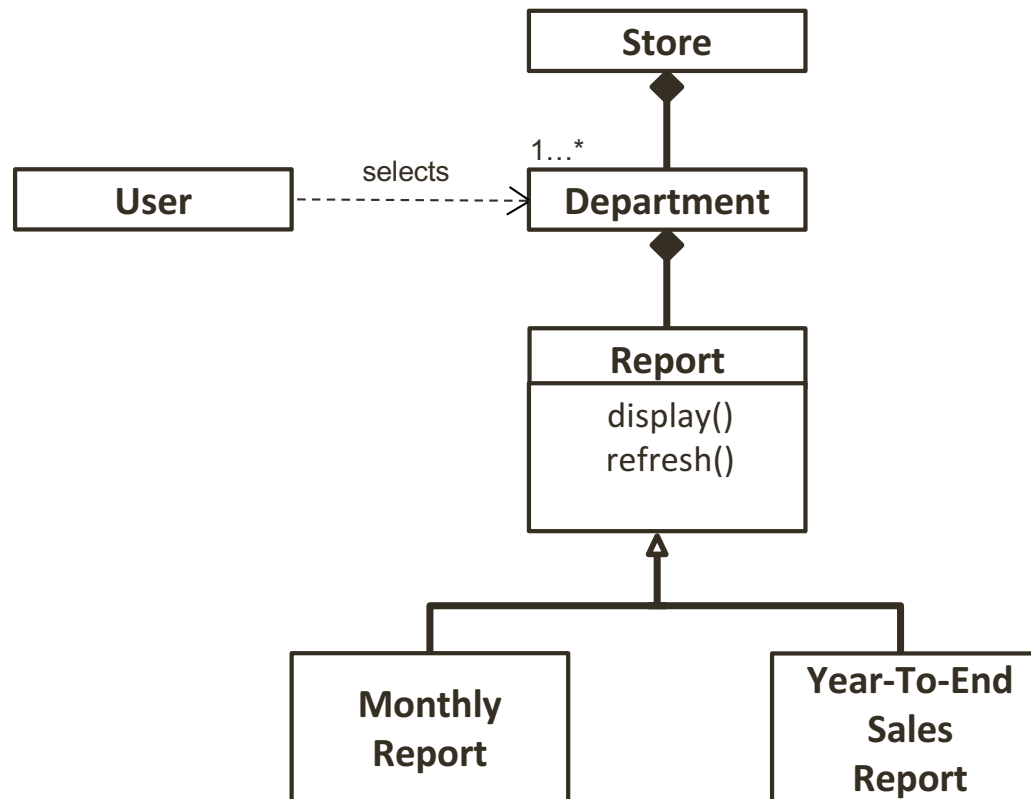 Store
1…*
selects
User
Department
Report
display()
refresh()
Monthly
Report
Year-To-End
Sales
Report